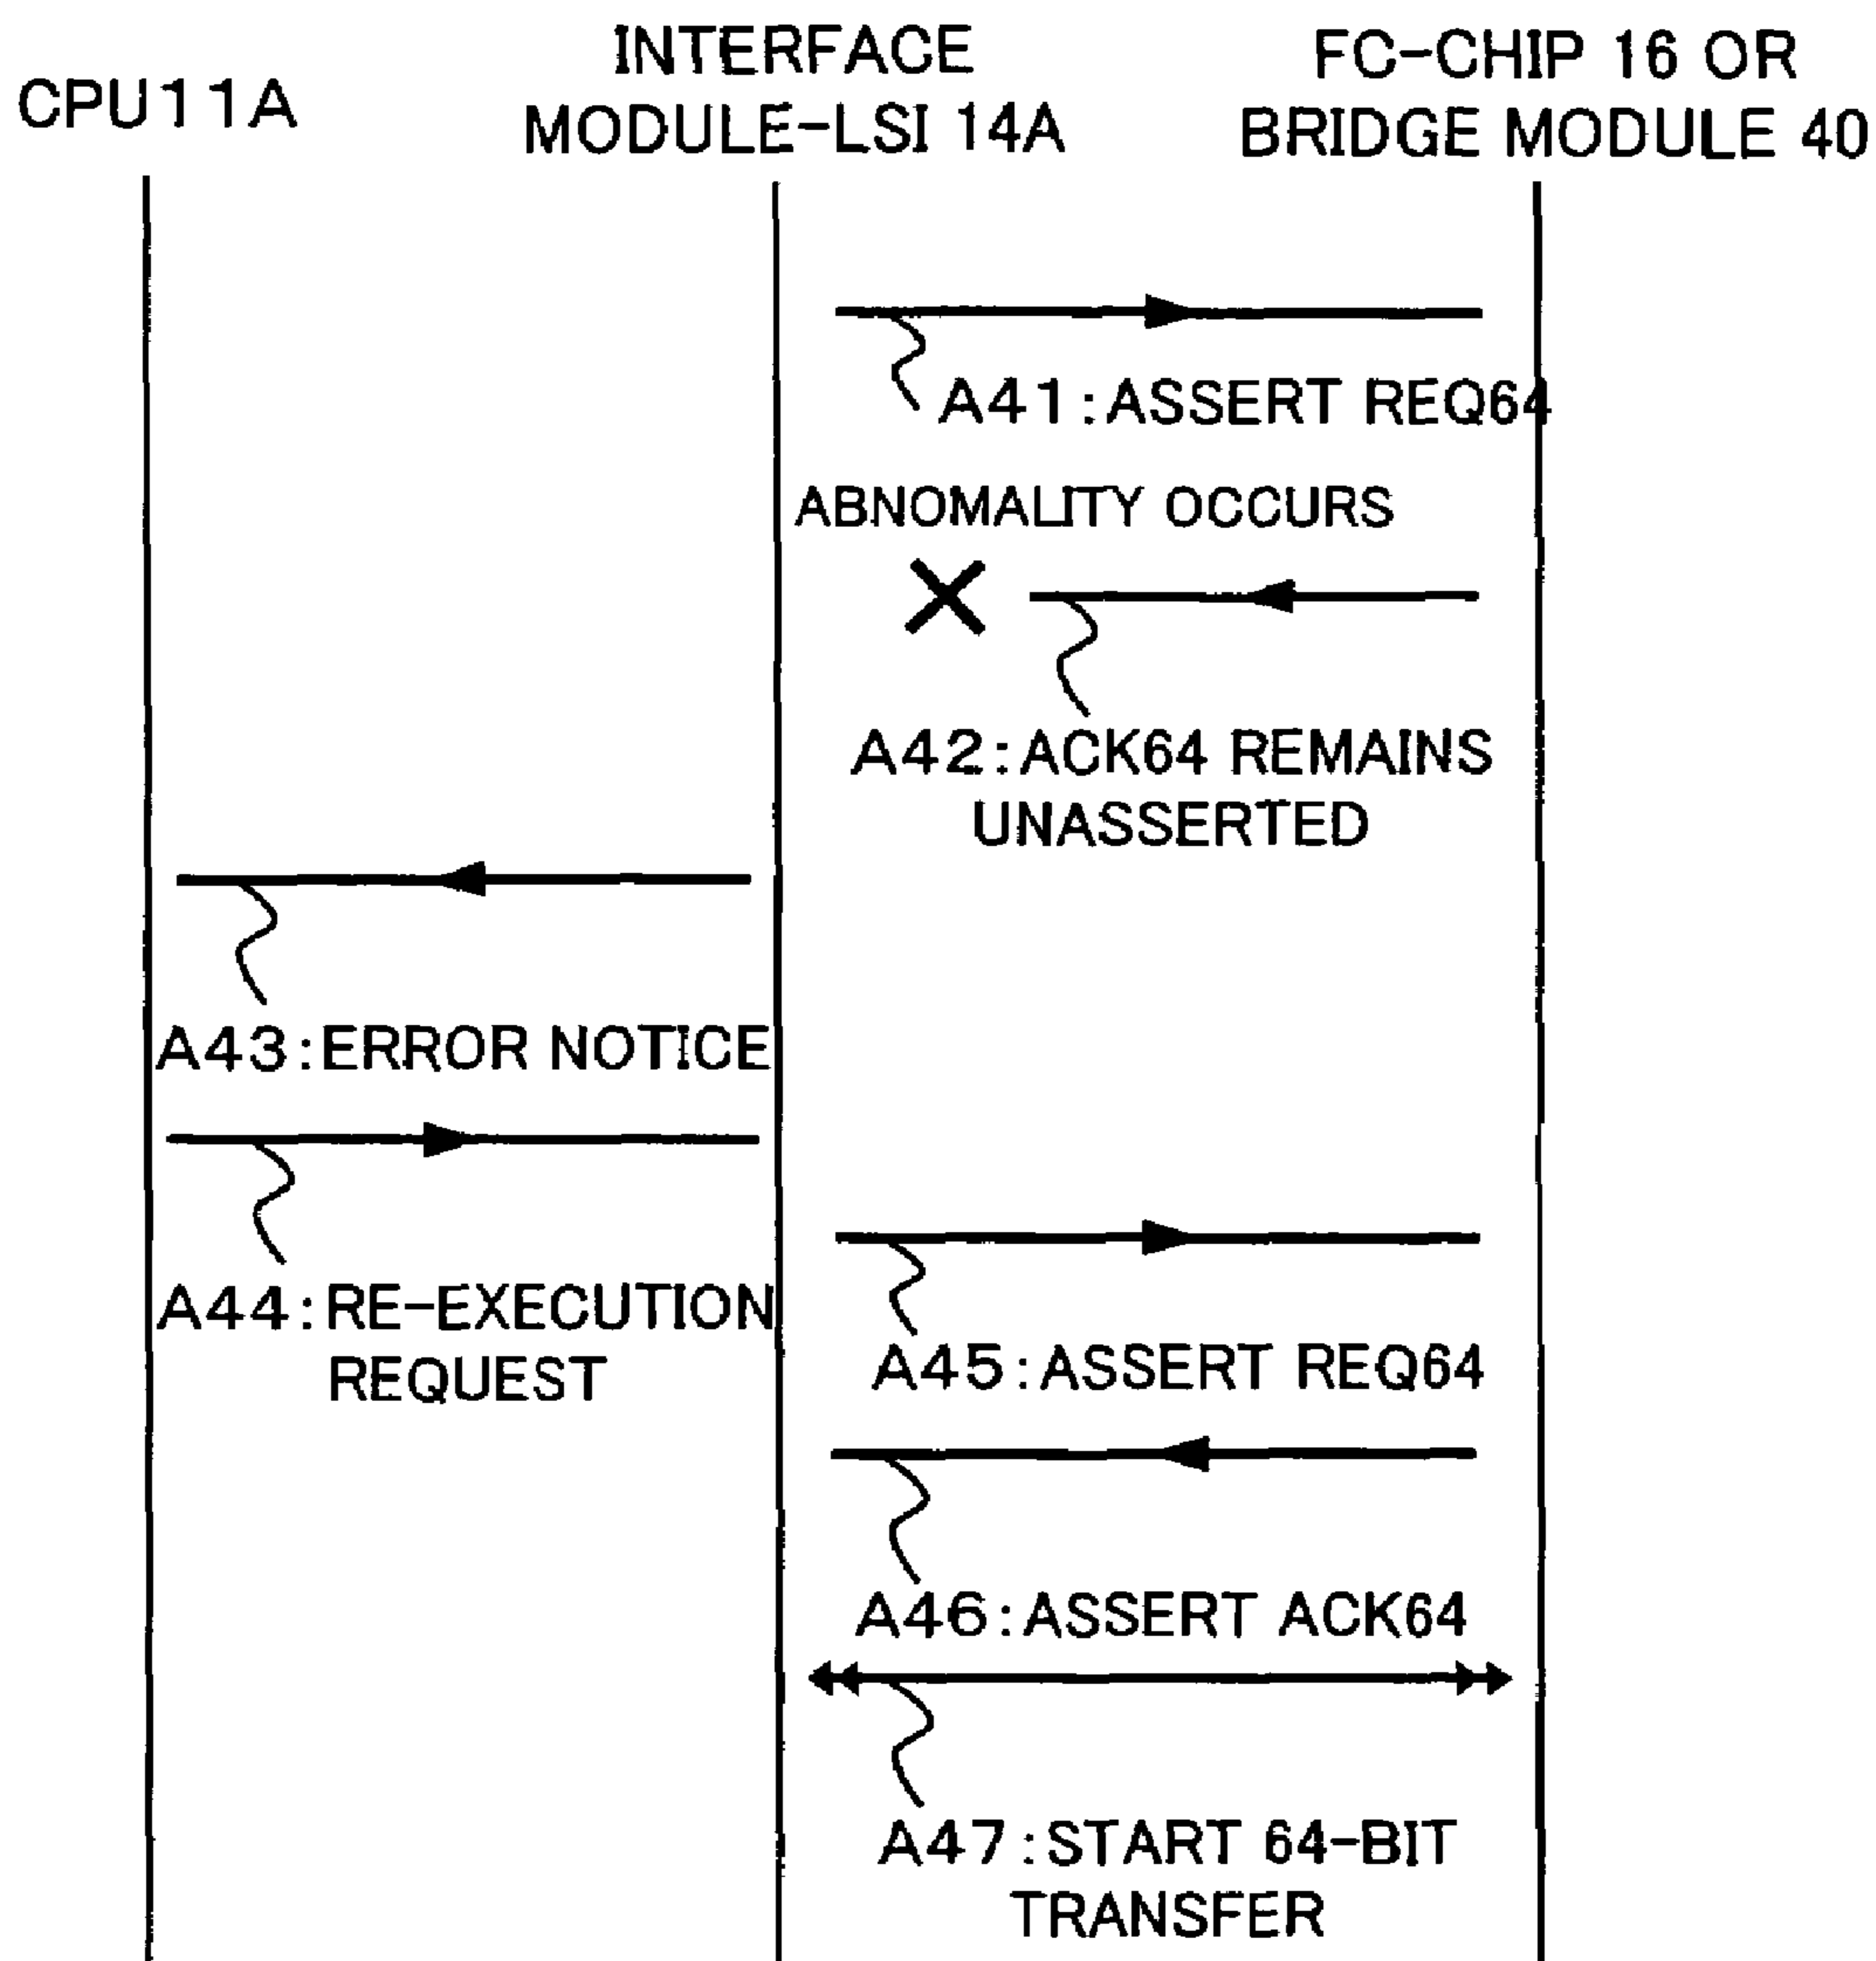 CPU11A
INTERFACE
MODULE-LSI 14A
FC-CHIP 16 OR
BRIDGE MODULE 40
A41:ASSERT REQ64
ABNOMALITY OCCURS
A42:ACK64 REMAINS
UNASSERTED
A43:ERROR NOTICE
A44:RE-EXECUTION
REQUEST
A45:ASSERT REQ64
A46:ASSERT ACK64
A47:START 64-BIT
TRANSFER